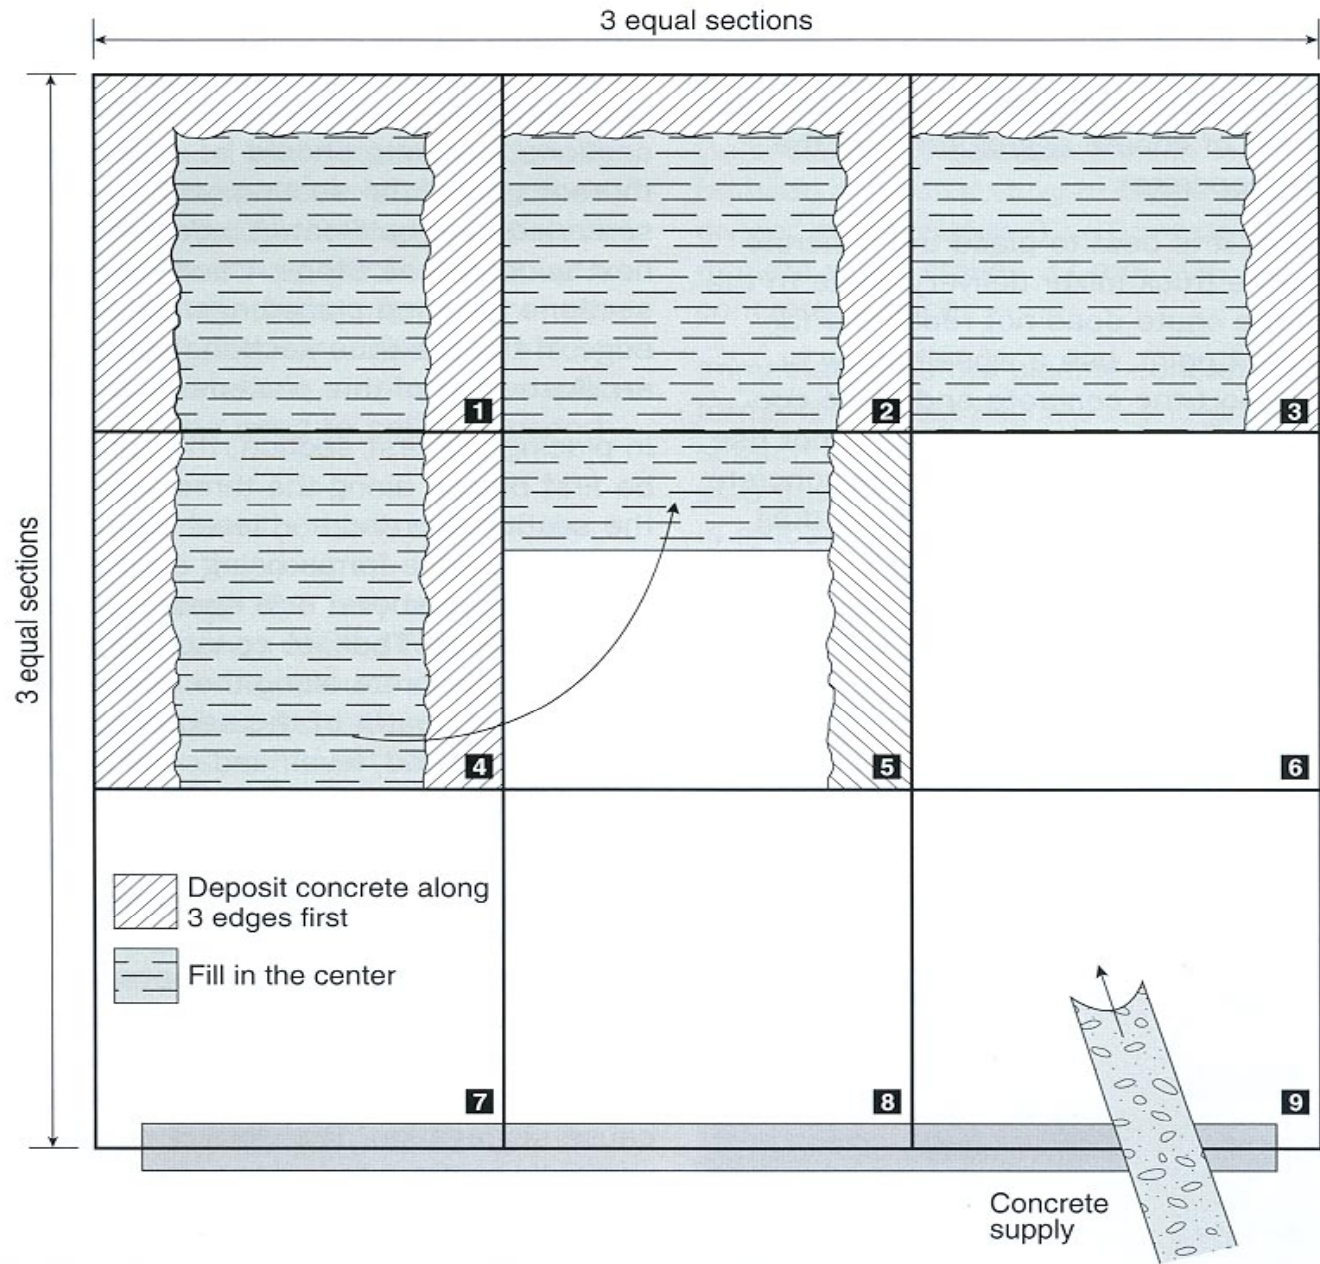 3 equal sections
3 equal sections
1
2
3
4
5
6
Deposit concrete along
3 edges first
Fill in the center
7
8
9
Concrete
supply